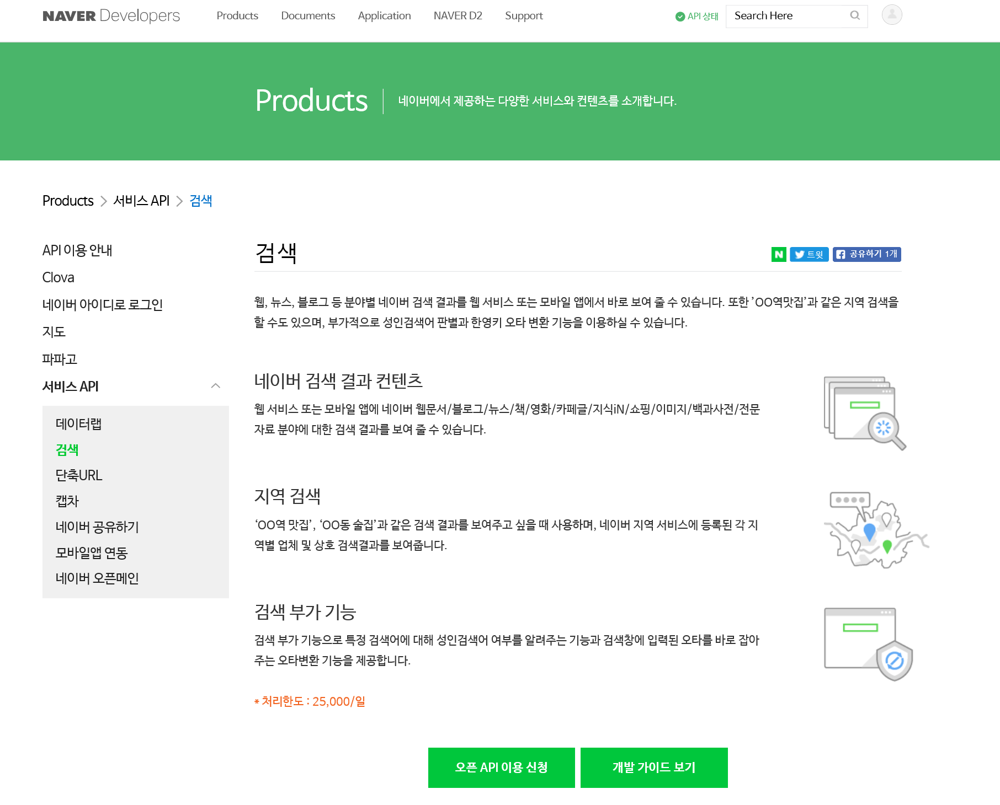 NAVER Developers
Products
Documents
Application
NAVER D2
Support
API 상태
Search Here
Products
네이버에서 제공하는 다양한 서비스와 컨텐츠를 소개합니다.
Products > 서비스 API > 검색
API 이용 안내
Clova
네이버 아이디로 로그인
지도
파파고
서비스 API
데이터랩
검색
단축URL
캡차
네이버 공유하기
모바일앱 연동
네이버 오픈메인
검색
N
트윗
공유하기 1개
웹, 뉴스, 블로그 등 분야별 네이버 검색 결과를 웹 서비스 또는 모바일 앱에서 바로 보여 줄 수 있습니다. 또한 ’OO역맛집’과 같은 지역 검색을
할 수도 있으며, 부가적으로 성인검색어 판별과 한영키 오타 변환 기능을 이용하실 수 있습니다.
네이버 검색 결과 컨텐츠
웹 서비스 또는 모바일 앱에 네이버 웹문서/블로그/뉴스/책/영화/카페글/지식iN/쇼핑/이미지/백과사전/전문
자료 분야에 대한 검색 결과를 보여 줄 수 있습니다.
지역 검색
‘OO역 맛집’, ‘OO동 술집’과 같은 검색 결과를 보여주고 싶을 때 사용하며, 네이버 지역 서비스에 등록된 각 지
역별 업체 및 상호 검색결과를 보여줍니다.
검색 부가 기능
검색 부가 기능으로 특정 검색어에 대해 성인검색어 여부를 알려주는 기능과 검색창에 입력된 오타를 바로 잡아
주는 오타변환 기능을 제공합니다.
* 처리한도 : 25,000/일
오픈 API 이용 신청
개발 가이드 보기